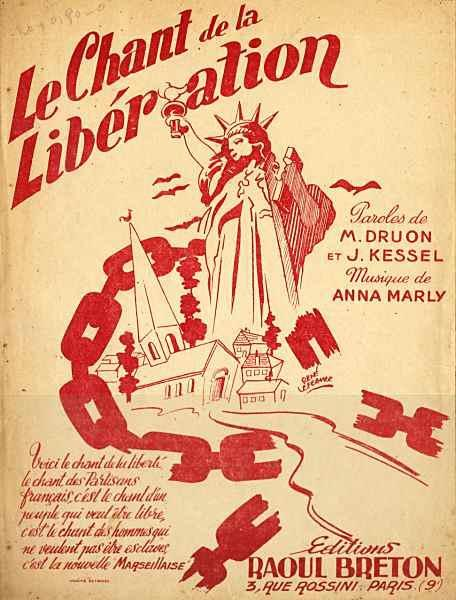 Le Chant de la
Libération
Paroles de
M. DRUON
ET J. KESSEL
Musique de
ANNA MARLY
RENÉ
LEFEBVRE
Voici le chant de la liberté,
le chant des Partisans
français, c'est le chant d'un
peuple qui veut être libre,
c'est le chant des hommes qui
ne veulent pas être esclaves,
c'est la nouvelle MARSEILLAISE
Editions
RAOUL BRETON
3, RUE ROSSINI - PARIS (9e)